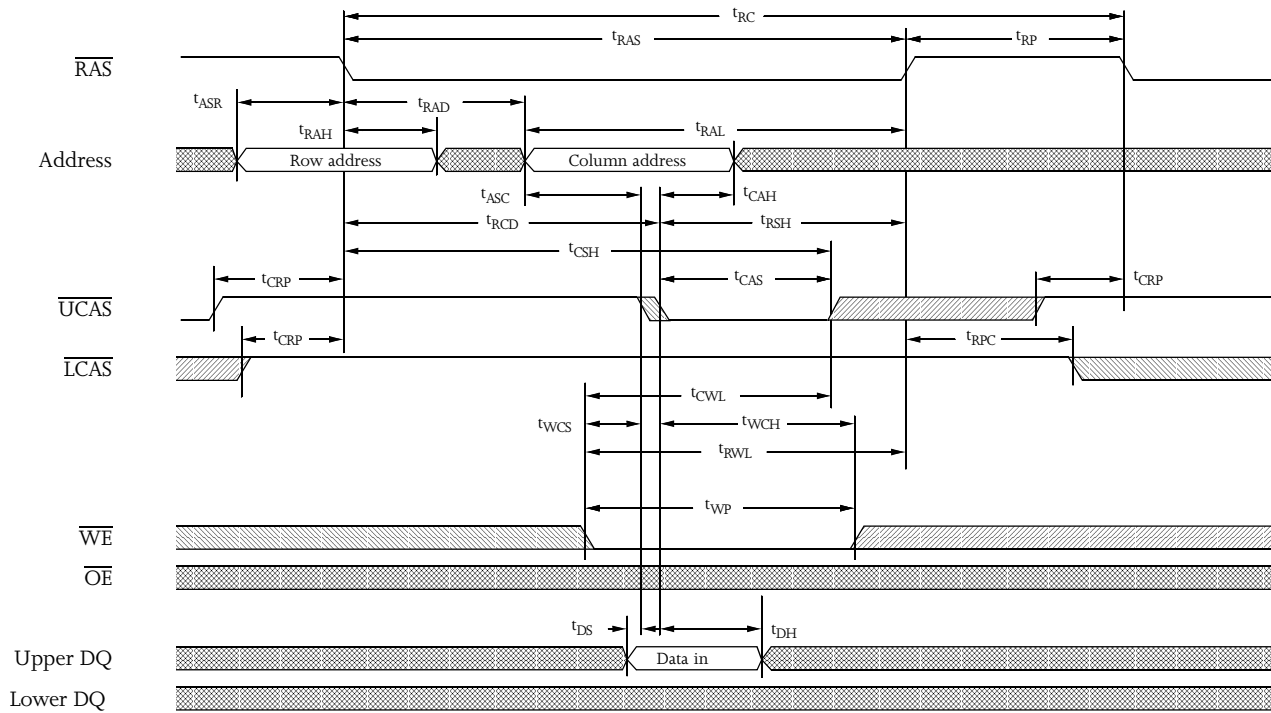 tRC
tRAS
tRP
RAS
tASR
tRAD
tRAH
tRAL
Address
Row address
Column address
tASC
tCAH
tRCD
tRSH
tCSH
tCRP
tCAS
tCRP
UCAS
tCRP
tRPC
LCAS
tCWL
tWCS
tWCH
tRWL
tWP
WE
OE
tDS
tDH
Upper DQ
Data in
Lower DQ